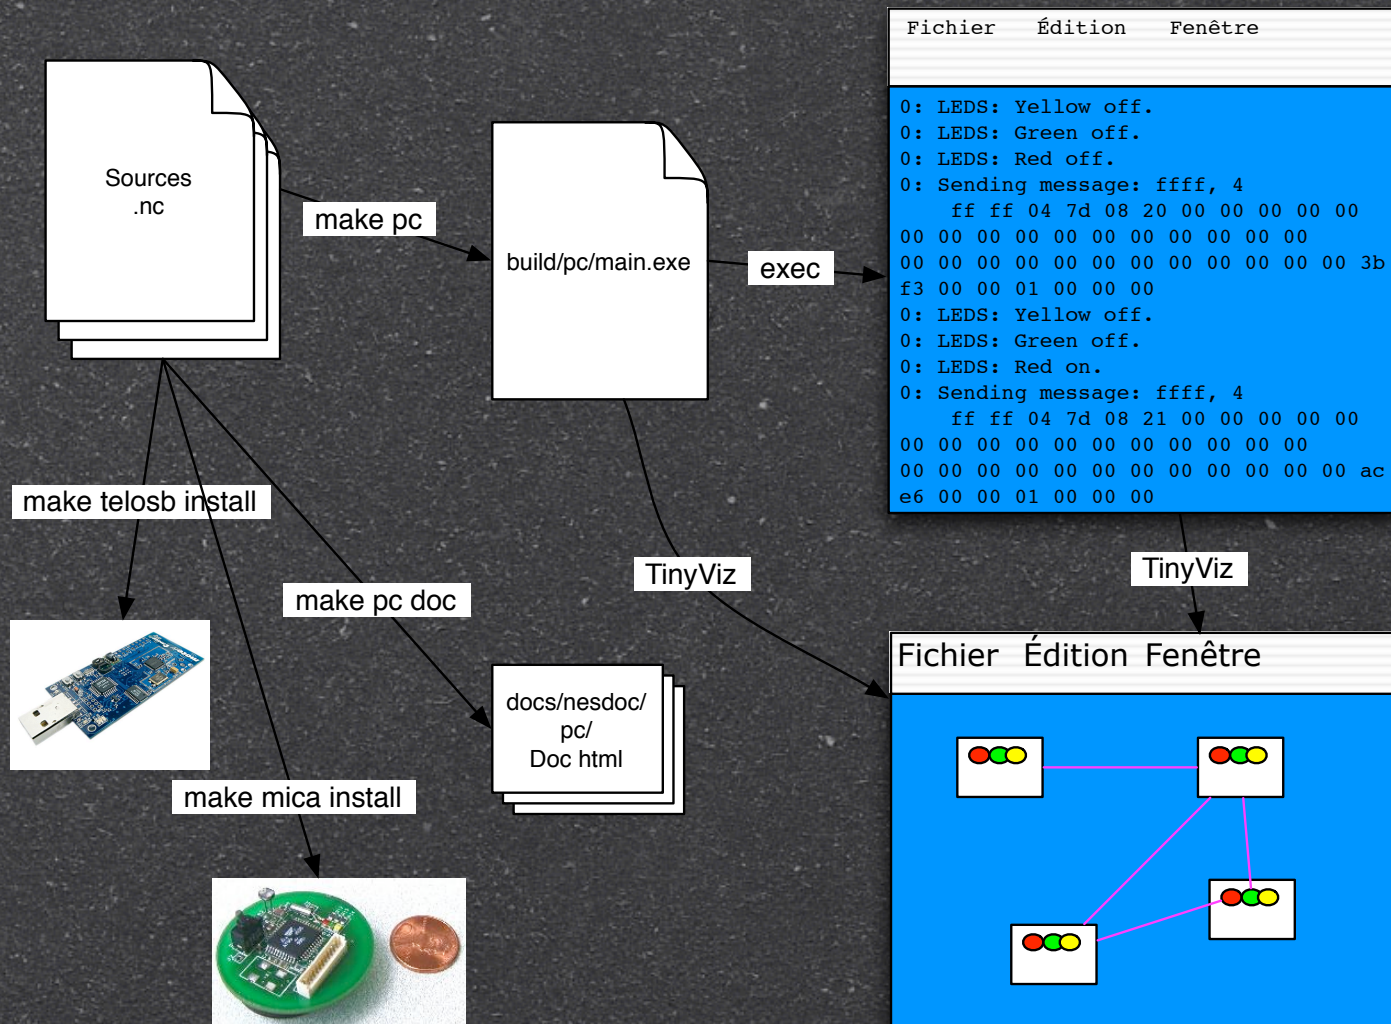 Sources
.nc
make pc
build/pc/main.exe
exec
Fichier Édition Fenêtre
0: LEDS: Yellow off.
0: LEDS: Green off.
0: LEDS: Red off.
0: Sending message: ffff, 4
ff ff 04 7d 08 20 00 00 00 00 00
00 00 00 00 00 00 00 00 00 00 00
00 00 00 00 00 00 00 00 00 00 00 00 3b
f3 00 00 01 00 00 00
0: LEDS: Yellow off.
0: LEDS: Green off.
0: LEDS: Red on.
0: Sending message: ffff, 4
ff ff 04 7d 08 21 00 00 00 00 00
00 00 00 00 00 00 00 00 00 00 00
00 00 00 00 00 00 00 00 00 00 00 00 ac
e6 00 00 01 00 00 00
make telosb install
make pc doc
TinyViz
TinyViz
make mica install
docs/nesdoc/
pc/
Doc html
Fichier Édition Fenêtre